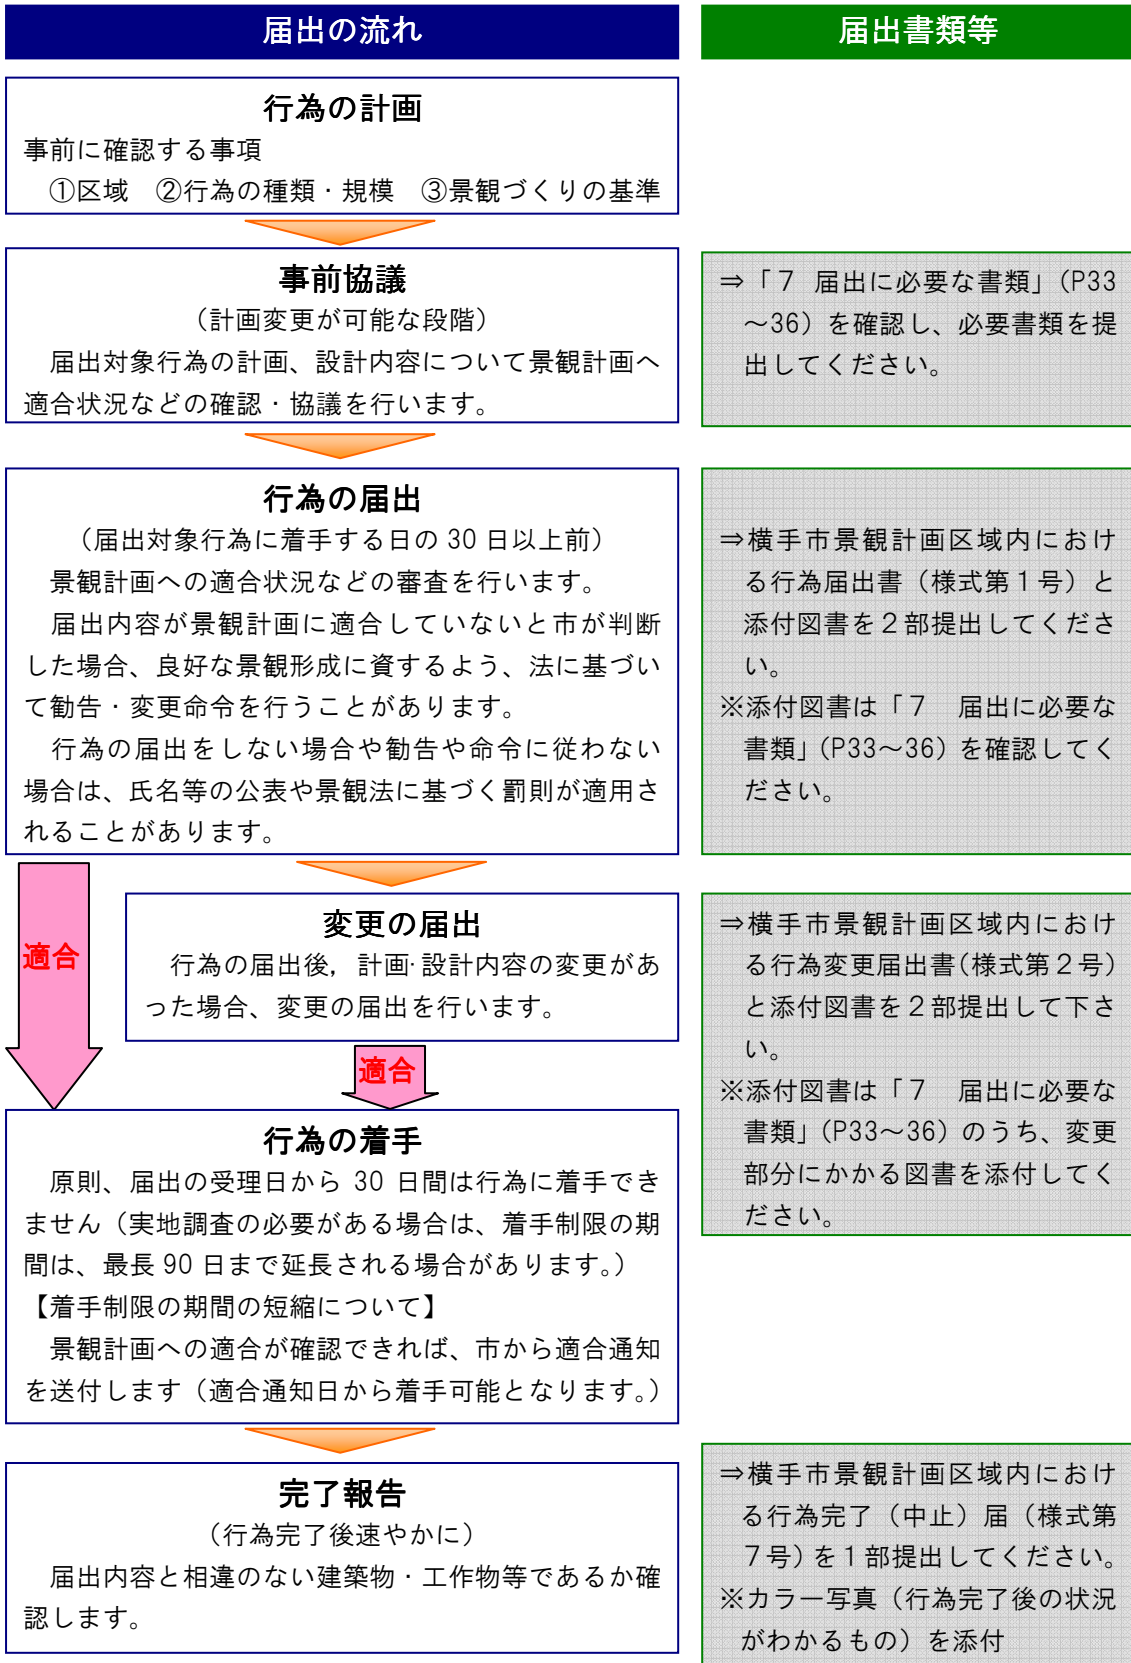 届出の流れ
届出書類等
行為の計画
事前に確認する事項
①区域　②行為の種類・規模　③景観づくりの基準
事前協議
（計画変更が可能な段階）
届出対象行為の計画、設計内容について景観計画へ
適合状況などの確認・協議を行います。
⇒「７ 届出に必要な書類」（P33
～36）を確認し、必要書類を提
出してください。
行為の届出
（届出対象行為に着手する日の 30 日以上前）
景観計画への適合状況などの審査を行います。
届出内容が景観計画に適合していないと市が判断
した場合、良好な景観形成に資するよう、法に基づい
て勧告・変更命令を行うことがあります。
行為の届出をしない場合や勧告や命令に従わない
場合は、氏名等の公表や景観法に基づく罰則が適用さ
れることがあります。
⇒横手市景観計画区域内におけ
る行為届出書（様式第１号）と
添付図書を２部提出してくださ
い。
※添付図書は「７　届出に必要な
書類」（P33～36）を確認してく
ださい。
適合
変更の届出
行為の届出後，計画･設計内容の変更があ
った場合、変更の届出を行います。
適合
⇒横手市景観計画区域内におけ
る行為変更届出書（様式第２号）
と添付図書を２部提出して下さ
い。
※添付図書は「７　届出に必要な
書類」（P33～36）のうち、変更
部分にかかる図書を添付してく
ださい。
行為の着手
原則、届出の受理日から 30 日間は行為に着手でき
ません（実地調査の必要がある場合は、着手制限の期
間は、最長 90 日まで延長される場合があります。）
【着手制限の期間の短縮について】
景観計画への適合が確認できれば、市から適合通知
を送付します（適合通知日から着手可能となります。）
完了報告
（行為完了後速やかに）
届出内容と相違のない建築物・工作物等であるか確
認します。
⇒横手市景観計画区域内におけ
る行為完了（中止）届（様式第
７号）を１部提出してください。
※カラー写真（行為完了後の状況
がわかるもの）を添付